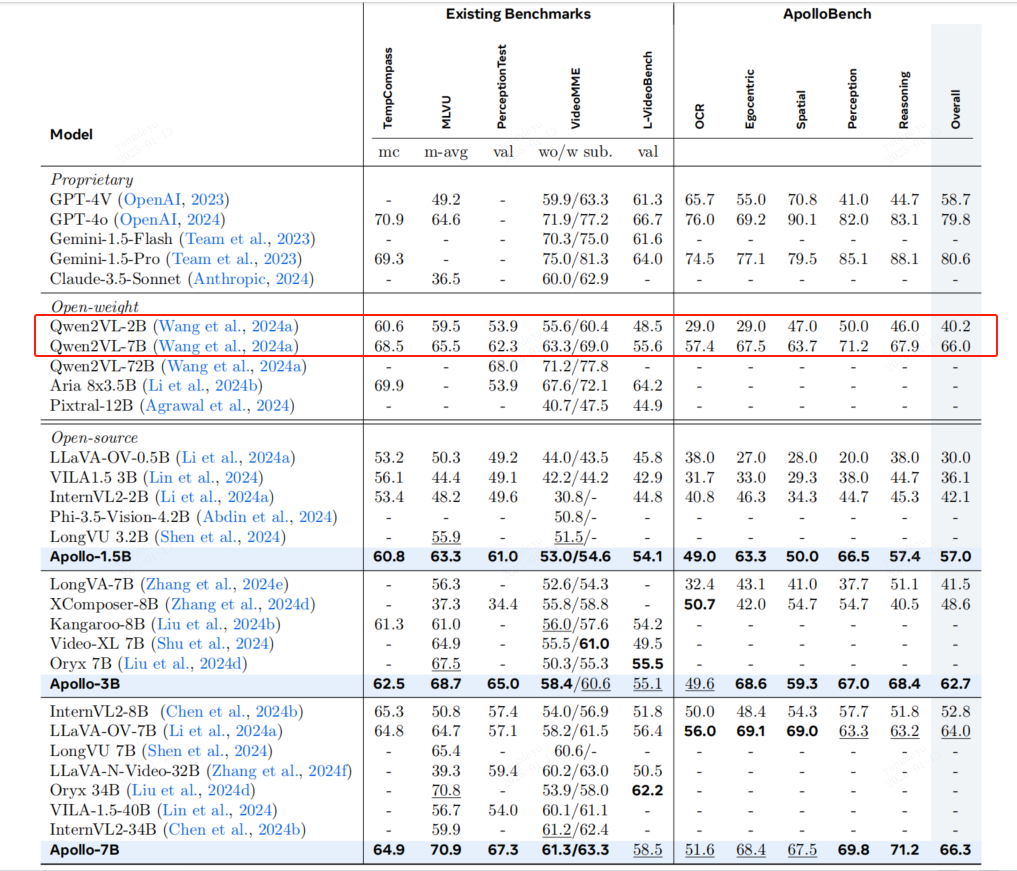 Existing Benchmarks ApolloBench
Model TempCompass MLVU PerceptionTest VideoMME L-VideoBench OCR Egocentric Spatial Perception Reasoning Overall
mc m-avg val wo/w sub. val
Proprietary
GPT-4V (OpenAI, 2023) - 49.2 - 59.9/63.3 61.3 65.7 55.0 70.8 41.0 44.7 58.7
GPT-4o (OpenAI, 2024) 70.9 64.6 - 71.9/77.2 66.7 76.0 69.2 90.1 82.0 83.1 79.8
Gemini-1.5-Flash (Team et al., 2023) - - - 70.3/75.0 61.6 - - - - - -
Gemini-1.5-Pro (Team et al., 2023) 69.3 - - 75.0/81.3 64.0 74.5 77.1 79.5 85.1 88.1 80.6
Claude-3.5-Sonnet (Anthropic, 2024) - 36.5 - 60.0/62.9 - - - - - - -
Open-weight
Qwen2VL-2B (Wang et al., 2024a) 60.6 59.5 53.9 55.6/60.4 48.5 29.0 29.0 47.0 50.0 46.0 40.2
Qwen2VL-7B (Wang et al., 2024a) 68.5 65.5 62.3 63.3/69.0 55.6 57.4 67.5 63.7 71.2 67.9 66.0
Qwen2VL-72B (Wang et al., 2024a) - - 68.0 71.2/77.8 - - - - - - -
Aria 8x3.5B (Li et al., 2024b) 69.9 - 53.9 67.6/72.1 64.2 - - - - - -
Pixtral-12B (Agrawal et al., 2024) - - - 40.7/47.5 44.9 - - - - - -
Open-source
LLaVA-OV-0.5B (Li et al., 2024a) 53.2 50.3 49.2 44.0/43.5 45.8 38.0 27.0 28.0 20.0 38.0 30.0
VILA1.5 3B (Lin et al., 2024) 56.1 44.4 49.1 42.2/44.2 42.9 31.7 33.0 29.3 38.0 44.7 36.1
InternVL2-2B (Li et al., 2024a) 53.4 48.2 49.6 30.8/- 44.8 40.8 46.3 34.3 44.7 45.3 42.1
Phi-3.5-Vision-4.2B (Abdin et al., 2024) - - - 50.8/- - - - - - - -
LongVU 3.2B (Shen et al., 2024) - 55.9 - 51.5/- - - - - - - -
Apollo-1.5B 60.8 63.3 61.0 53.0/54.6 54.1 49.0 63.3 50.0 66.5 57.4 57.0
LongVA-7B (Zhang et al., 2024e) - 56.3 - 52.6/54.3 - 32.4 43.1 41.0 37.7 51.1 41.5
XComposer-8B (Zhang et al., 2024d) - 37.3 34.4 55.8/58.8 - 50.7 42.0 54.7 54.7 40.5 48.6
Kangaroo-8B (Liu et al., 2024b) 61.3 61.0 - 56.0/57.6 54.2 - - - - - -
Video-XL 7B (Shu et al., 2024) - 64.9 - 55.5/61.0 49.5 - - - - - -
Oryx 7B (Liu et al., 2024d) - 67.5 - 50.3/55.3 55.5 - - - - - -
Apollo-3B 62.5 68.7 65.0 58.4/60.6 55.1 49.6 68.6 59.3 67.0 68.4 62.7
InternVL2-8B (Chen et al., 2024b) 65.3 50.8 57.4 54.0/56.9 51.8 50.0 48.4 54.3 57.7 51.8 52.8
LLaVA-OV-7B (Li et al., 2024a) 64.8 64.7 57.1 58.2/61.5 56.4 56.0 69.1 69.0 63.3 63.2 64.0
LongVU 7B (Shen et al., 2024) - 65.4 - 60.6/- - - - - - - -
LLaVA-N-Video-32B (Zhang et al., 2024f) - 39.3 59.4 60.2/63.0 50.5 - - - - - -
Oryx 34B (Liu et al., 2024d) - 70.8 - 53.9/58.0 62.2 - - - - - -
VILA-1.5-40B (Lin et al., 2024) - 56.7 54.0 60.1/61.1 - - - - - - -
InternVL2-34B (Chen et al., 2024b) - 59.9 - 61.2/62.4 - - - - - - -
Apollo-7B 64.9 70.9 67.3 61.3/63.3 58.5 51.6 68.4 67.5 69.8 71.2 66.3